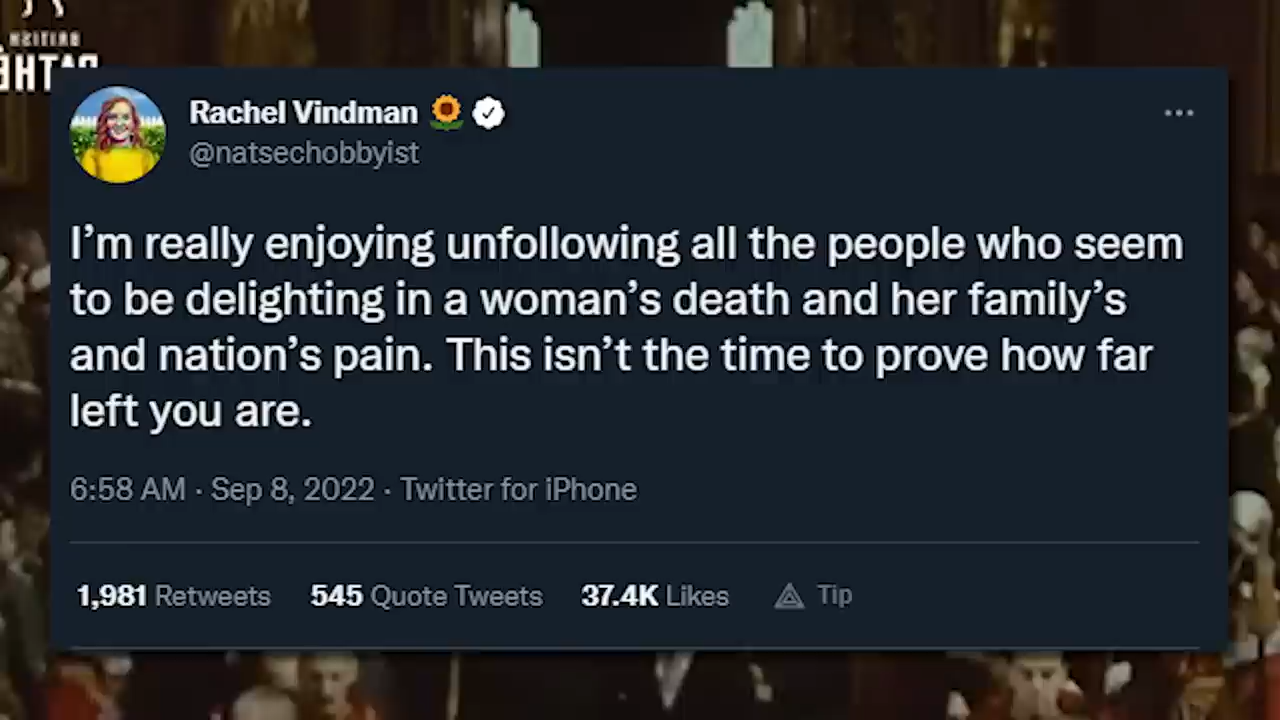 Rachel Vindman 🌻
@natsechobbyist
I’m really enjoying unfollowing all the people who seem
to be delighting in a woman’s death and her family’s
and nation’s pain. This isn’t the time to prove how far
left you are.
6:58 AM · Sep 8, 2022 · Twitter for iPhone
1,981 Retweets 545 Quote Tweets 37.4K Likes Tip